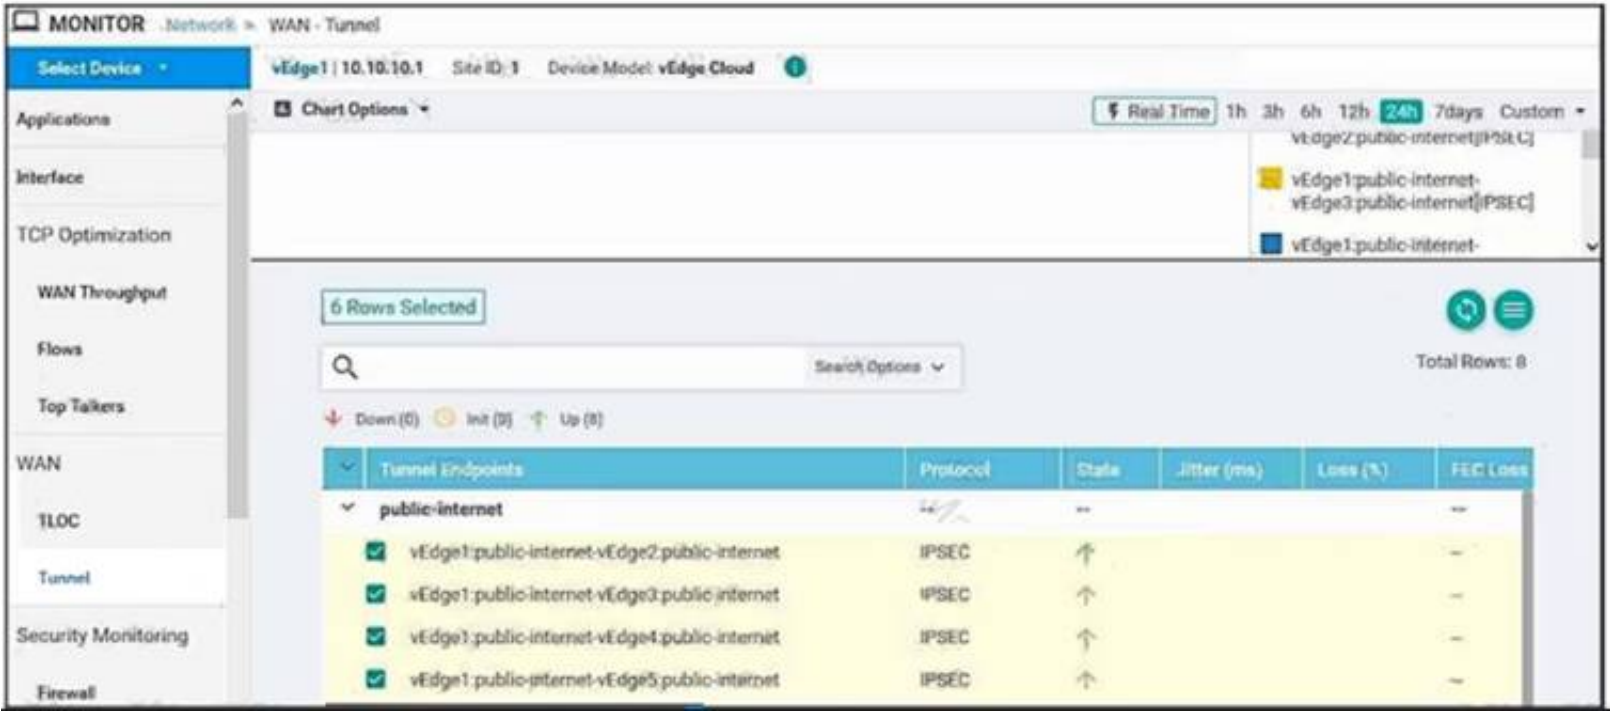 MONITOR Network > WAN - Tunnel
Select Device
vEdge1 | 10.10.10.1 Site ID: 1 Device Model: vEdge Cloud
Applications
Chart Options
Real Time 1h 3h 6h 12h 24h 7days Custom
vEdge2:public-internet[IPSEC]
Interface
vEdge1:public-internet-
vEdge3:public-internet[IPSEC]
TCP Optimization
vEdge1:public-internet-
WAN Throughput
6 Rows Selected
Flows
Search Options
Total Rows: 8
Top Talkers
Down (0) Init (0) Up (8)
WAN
Tunnel Endpoints Protocol State Jitter (ms) Loss (%) FEC Loss
public-internet -- --
TLOC
vEdge1:public-internet-vEdge2:public-internet IPSEC --
Tunnel
vEdge1:public-internet-vEdge3:public-internet IPSEC --
Security Monitoring
vEdge1:public-internet-vEdge4:public-internet IPSEC --
vEdge1:public-internet-vEdge5:public-internet IPSEC --
Firewall